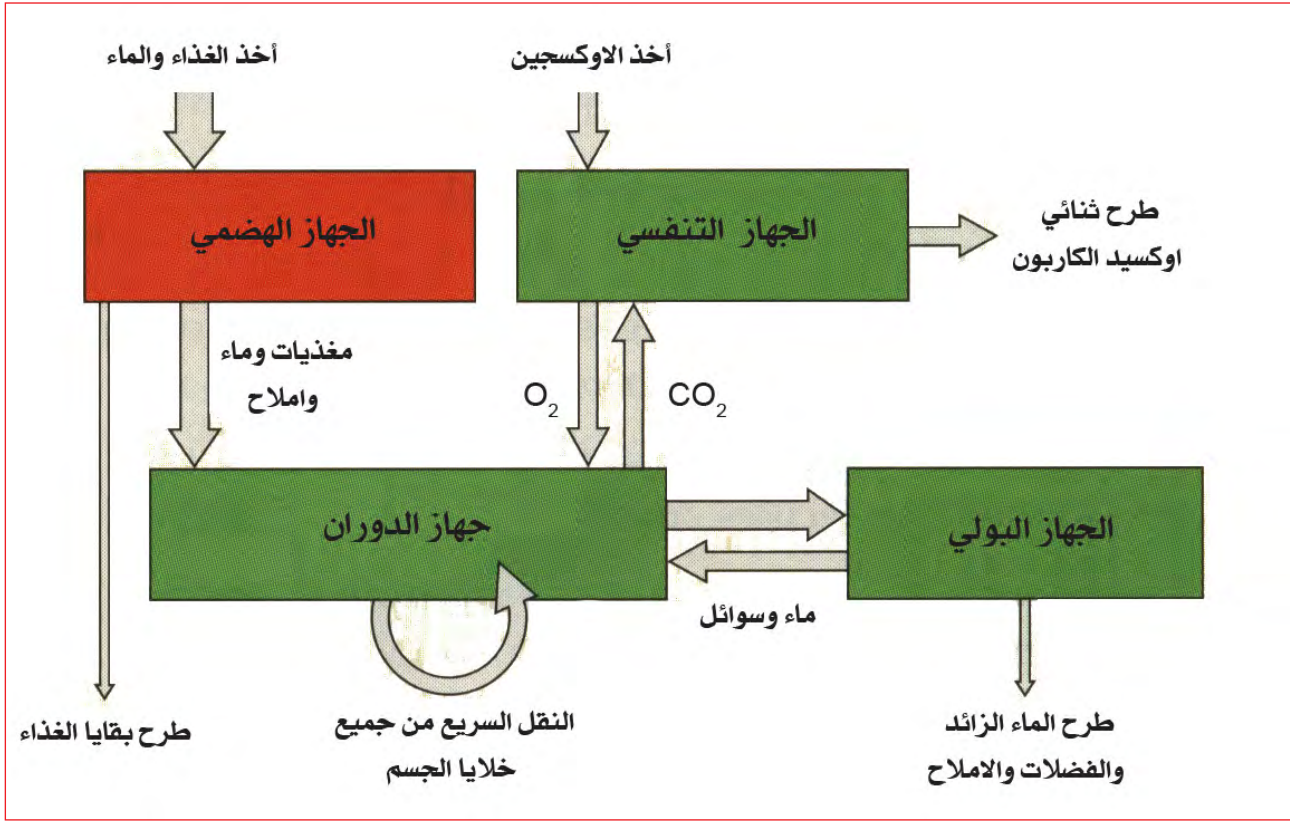 أخذ الاوكسجين
أخذ الغذاء والماء
الجهاز التنفسي
الجهاز الهضمي
طرح ثنائي
اوكسيد الكاربون
مغذيات وماء
واملاح
O₂
CO₂
جهاز الدوران
الجهاز البولي
ماء وسوائل
النقل السريع من جميع
خلايا الجسم
طرح بقايا الغذاء
طرح الماء الزائد
والفضلات والاملاح